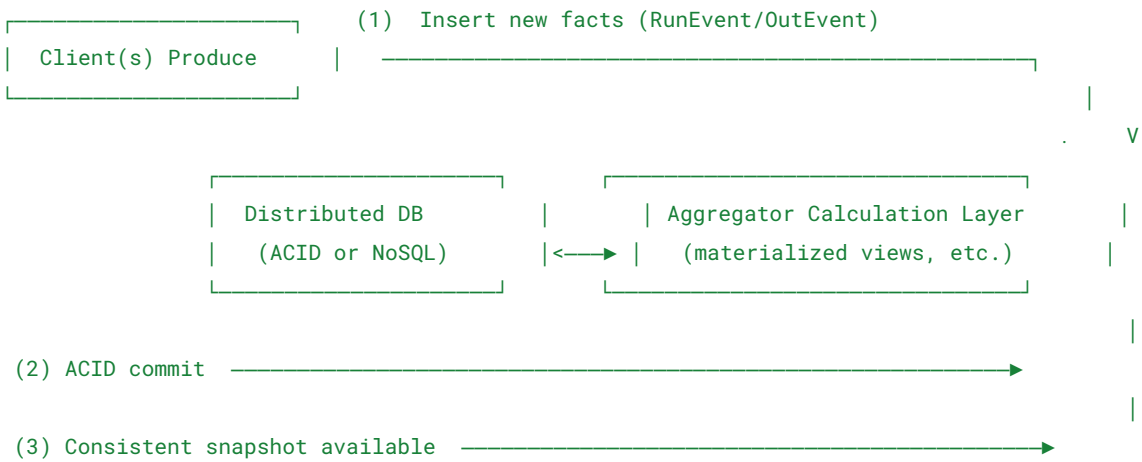 (1) Insert new facts (RunEvent/OutEvent)
Client(s) Produce
V
Distributed DB
Aggregator Calculation Layer
(ACID or NoSQL)
<———►
(materialized views, etc.)
(2) ACID commit
(3) Consistent snapshot available